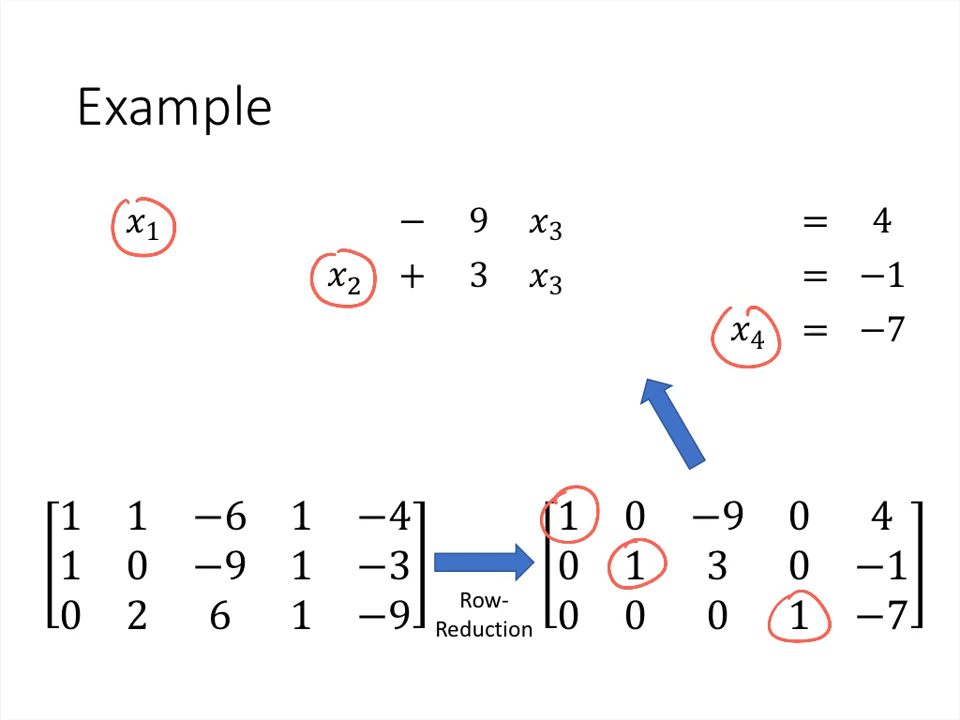 Example
x₁ − 9 x₃ = 4
x₂ + 3 x₃ = −1
x₄ = −7
[1 1 −6 1 −4] [1 0 −9 0 4]
[1 0 −9 1 −3] [0 1 3 0 −1]
[0 2 6 1 −9] [0 0 0 1 −7]
Row-
Reduction